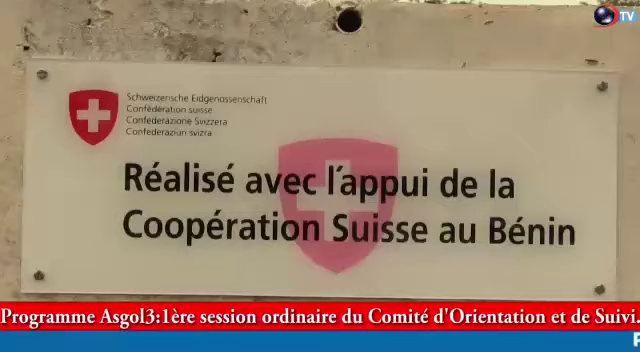 TV
Schweizerische Eidgenossenschaft
Confédération suisse
Confederazione Svizzera
Confederaziun svizra
Réalisé avec l'appui de la
Coopération Suisse au Bénin
Programme Asgol3:1ère session ordinaire du Comité d'Orientation et de Suivi.